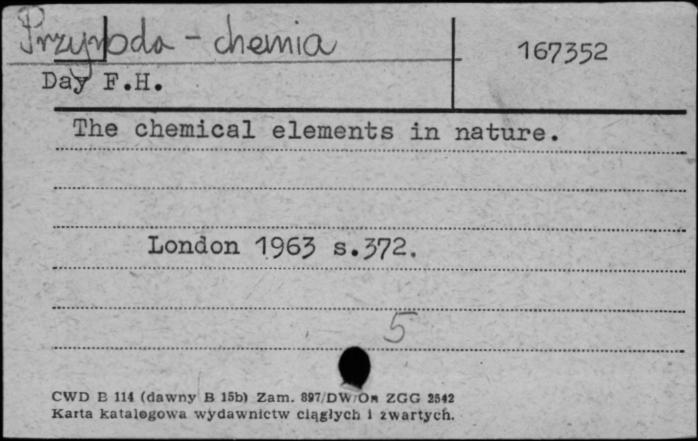 Przyroda - chemia
167352
Day F.H.
The chemical elements in nature.
London 1963 s.372.
5
CWD E 114 (dawny B 15b) Zam. 897/DW/On ZGG 2542
Karta katalogowa wydawnictw ciągłych i zwartych.